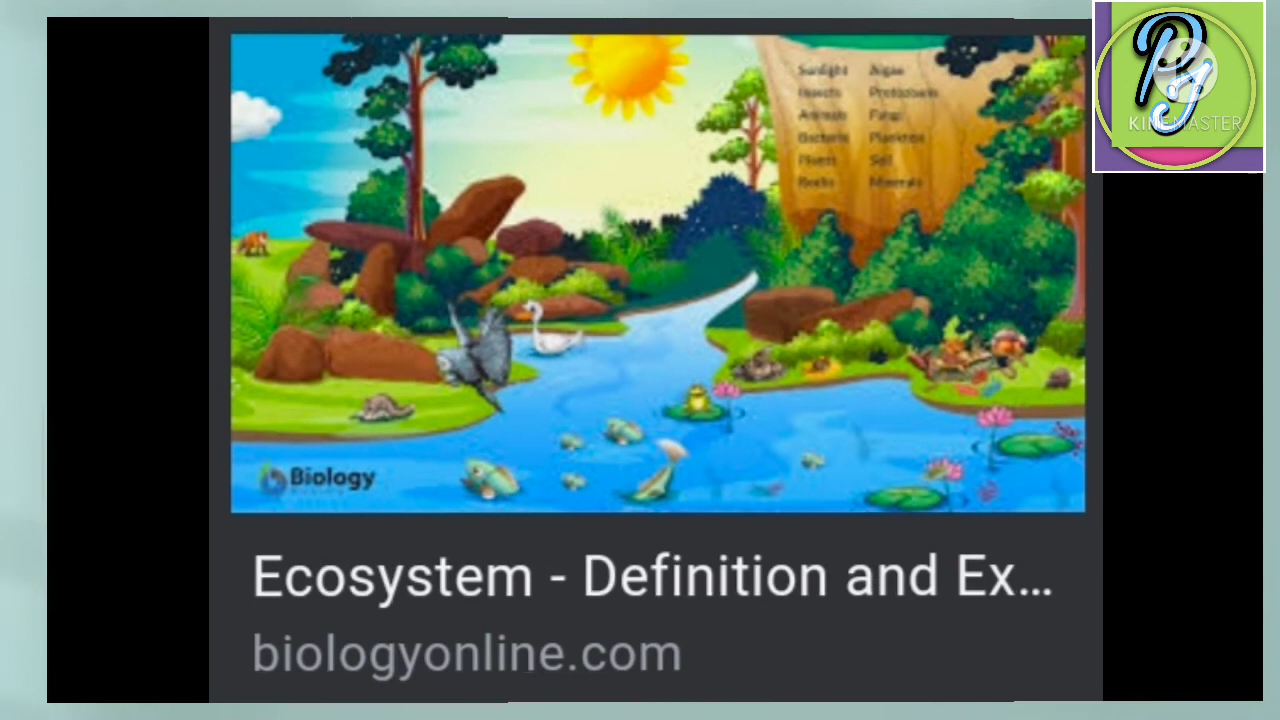 Sunlight Algae
Insects Protozoans
Animals Fungi
Bacteria Plankton
Plants Soil
Rocks Minerals
Biology
Ecosystem - Definition and Ex...
biologyonline.com
PJ
KINEMASTER